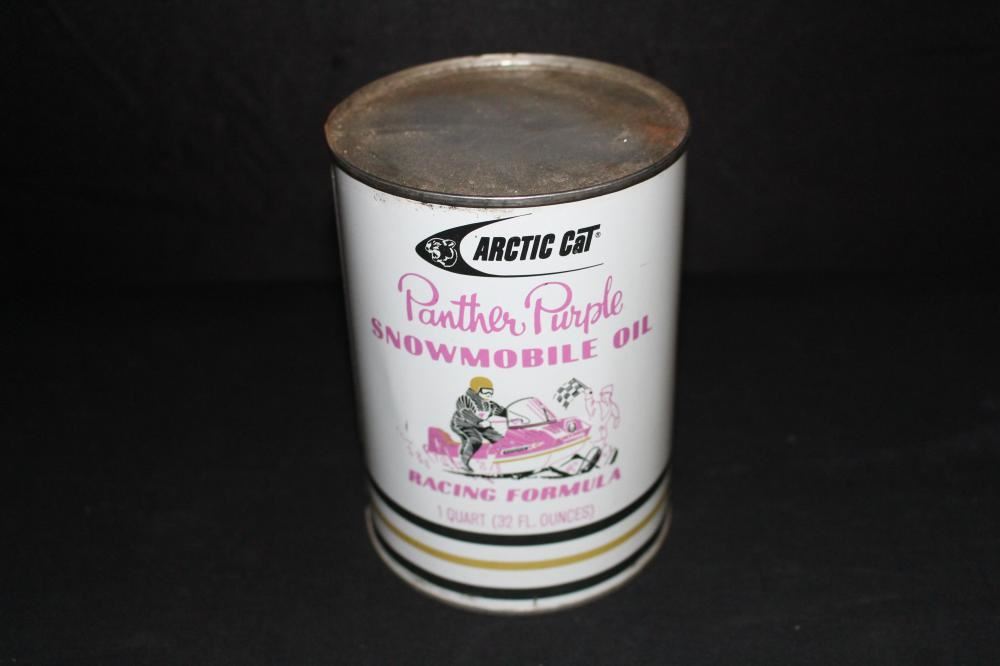 ARCTIC CaT®
Panther Purple
SNOWMOBILE OIL
RACING FORMULA
1 QUART (32 FL. OUNCES)